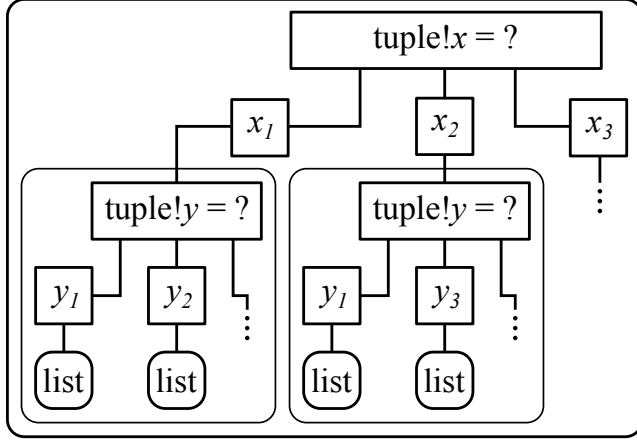 tuple!x = ?
x1 x2 x3
⋮
tuple!y = ? tuple!y = ?
y1 y2 ⋮ y1 y3 ⋮
list list list list